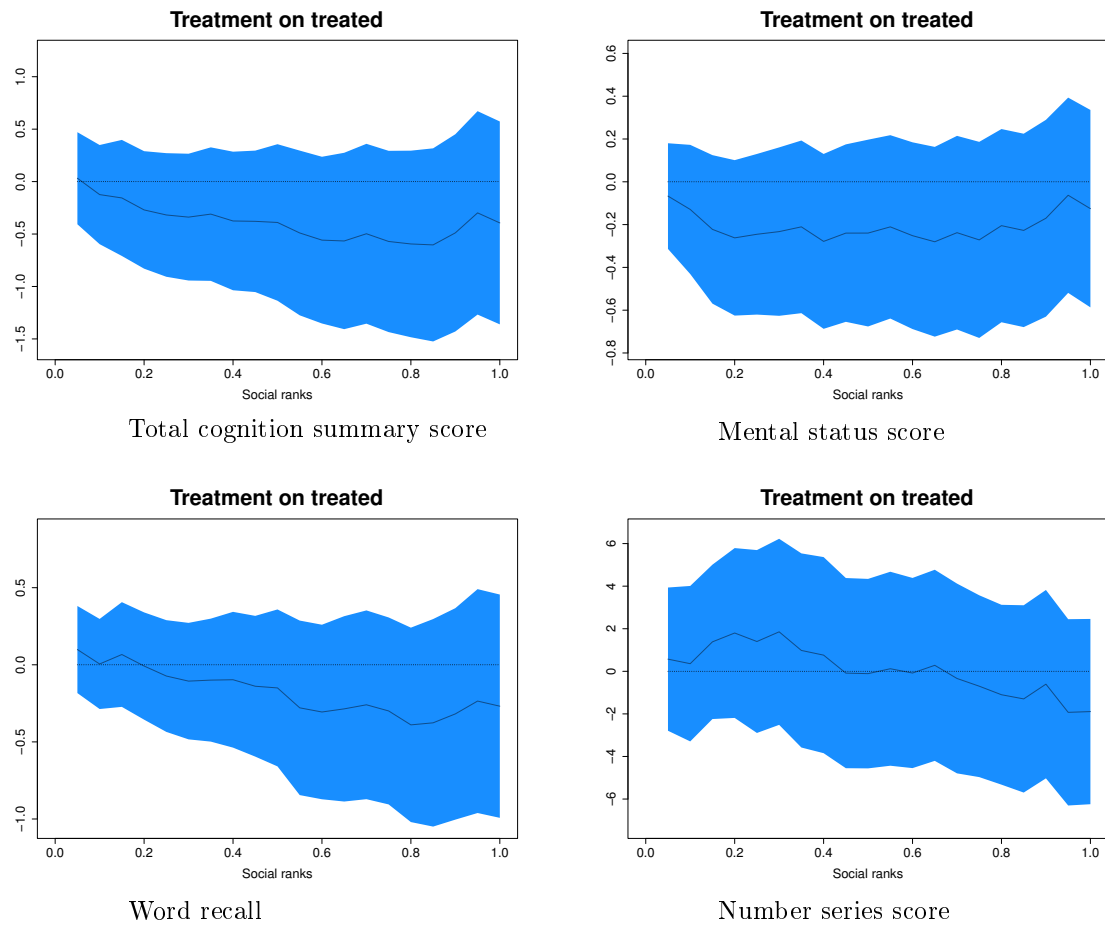 Treatment on treated
1.0
0.5
0.0
−0.5
−1.0
−1.5
0.0 0.2 0.4 0.6 0.8 1.0
Social ranks
Total cognition summary score
Treatment on treated
0.6
0.4
0.2
0.0
−0.2
−0.4
−0.6
−0.8
0.0 0.2 0.4 0.6 0.8 1.0
Social ranks
Mental status score
Treatment on treated
0.5
0.0
−0.5
−1.0
0.0 0.2 0.4 0.6 0.8 1.0
Social ranks
Word recall
Treatment on treated
6
4
2
0
−2
−4
−6
0.0 0.2 0.4 0.6 0.8 1.0
Social ranks
Number series score